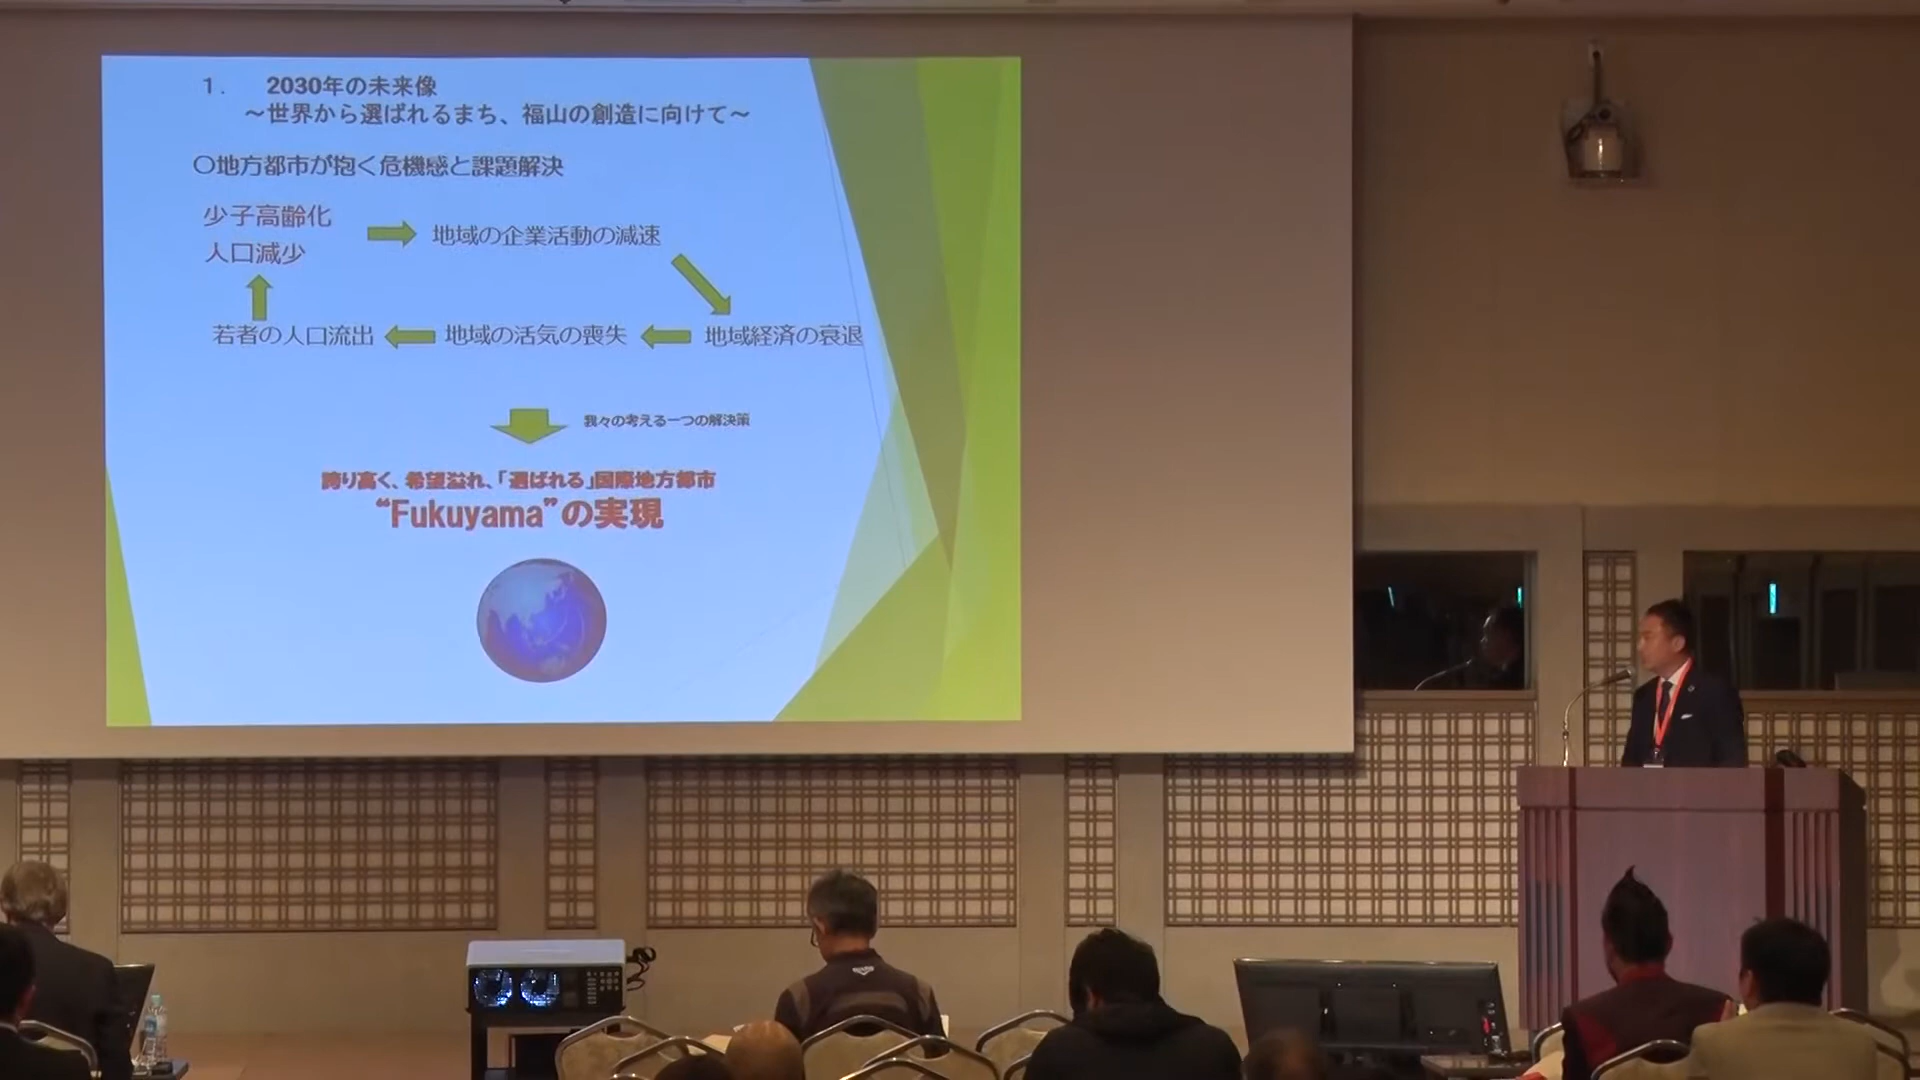 1. 2030年の未来像
～世界から選ばれるまち、福山の創造に向けて～
〇地方都市が抱く危機感と課題解決
少子高齢化
人口減少
地域の企業活動の減速
若者の人口流出
地域の活気の喪失
地域経済の衰退
我々の考える一つの解決策
誇り高く、希望溢れ、「選ばれる」国際地方都市
“Fukuyama”の実現